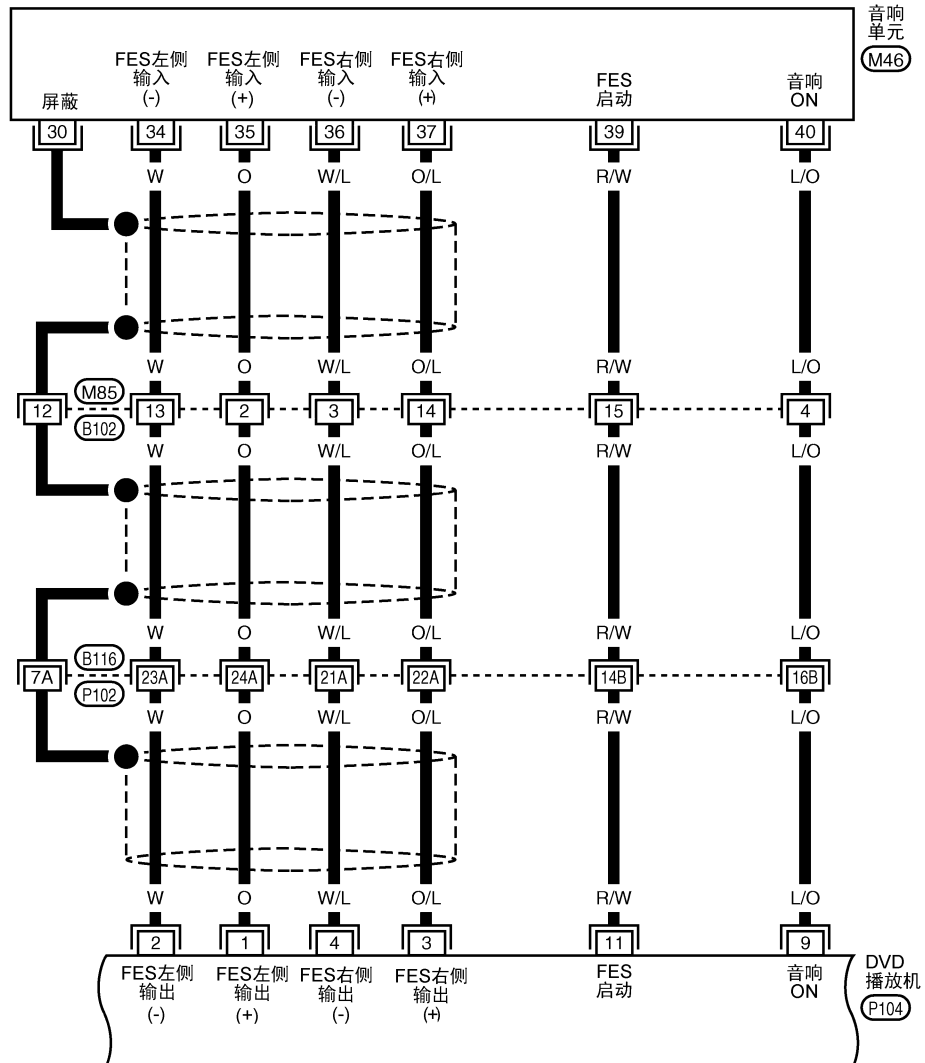 音响
单元
M46
FES左侧 FES左侧 FES右侧 FES右侧
输入 输入 输入 输入
(-) (+) (-) (+)
屏蔽
FES
启动
音响
ON
30 34 35 36 37 39 40
W O W/L O/L R/W L/O
W O W/L O/L R/W L/O
M85
12 13 2 3 14 15 4
B102
W O W/L O/L R/W L/O
W O W/L O/L R/W L/O
B116
7A 23A 24A 21A 22A 14B 16B
P102
W O W/L O/L R/W L/O
W O W/L O/L R/W L/O
2 1 4 3 11 9
FES左侧 FES左侧 FES右侧 FES右侧
输出 输出 输出 输出
(-) (+) (-) (+)
FES
启动
音响
ON
DVD
播放机
P104